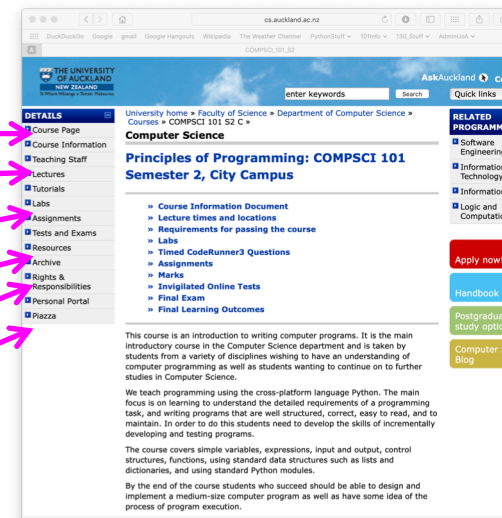 cs.auckland.ac.nz
DuckDuckGo Google gmail Google Hangouts Wikipedia The Weather Channel PythonStuff 101Info 130_Stuff AdminUoA
A COMPSCI_101_S2
THE UNIVERSITY
OF AUCKLAND
NEW ZEALAND
AskAuckland
enter keywords Search Quick links
DETAILS
Course Page
Course Information
Teaching Staff
Lectures
Tutorials
Labs
Assignments
Tests and Exams
Resources
Archive
Rights &
Responsibilities
Personal Portal
Piazza
University home » Faculty of Science » Department of Computer Science »
Courses » COMPSCI 101 S2 C »
Computer Science
Principles of Programming: COMPSCI 101
Semester 2, City Campus
» Course Information Document
» Lecture times and locations
» Requirements for passing the course
» Labs
» Timed CodeRunner3 Questions
» Assignments
» Marks
» Invigilated Online Tests
» Final Exam
» Final Learning Outcomes
This course is an introduction to writing computer programs. It is the main
introductory course in the Computer Science department and is taken by
students from a variety of disciplines wishing to have an understanding of
computer programming as well as students wanting to continue on to further
studies in Computer Science.
We teach programming using the cross-platform language Python. The main
focus is on learning to understand the detailed requirements of a programming
task, and writing programs that are well structured, correct, easy to read, and to
maintain. In order to do this students need to develop the skills of incrementally
developing and testing programs.
The course covers simple variables, expressions, input and output, control
structures, functions, using standard data structures such as lists and
dictionaries, and using standard Python modules.
By the end of the course students who succeed should be able to design and
implement a medium-size computer program as well as have some idea of the
process of program execution.
RELATED
PROGRAMM
Software
Engineering
Information
Technology
Information
Logic and
Computatio
Apply now!
Handbook
Postgradua
study optio
Computer
Blog